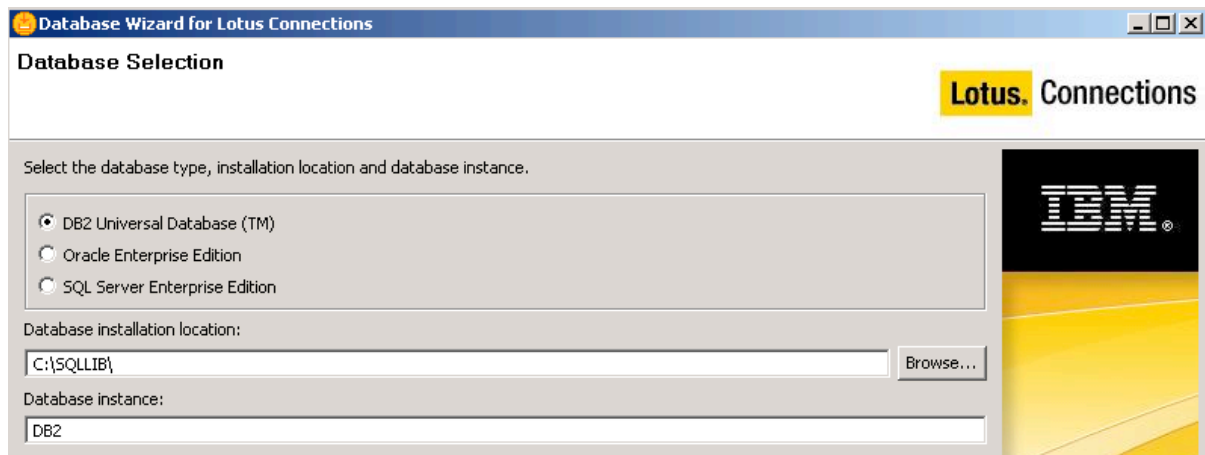 Database Wizard for Lotus Connections
Database Selection
Lotus. Connections
Select the database type, installation location and database instance.
IBM®
DB2 Universal Database (TM)
Oracle Enterprise Edition
SQL Server Enterprise Edition
Database installation location:
C:\SQLLIB\
Browse...
Database instance:
DB2